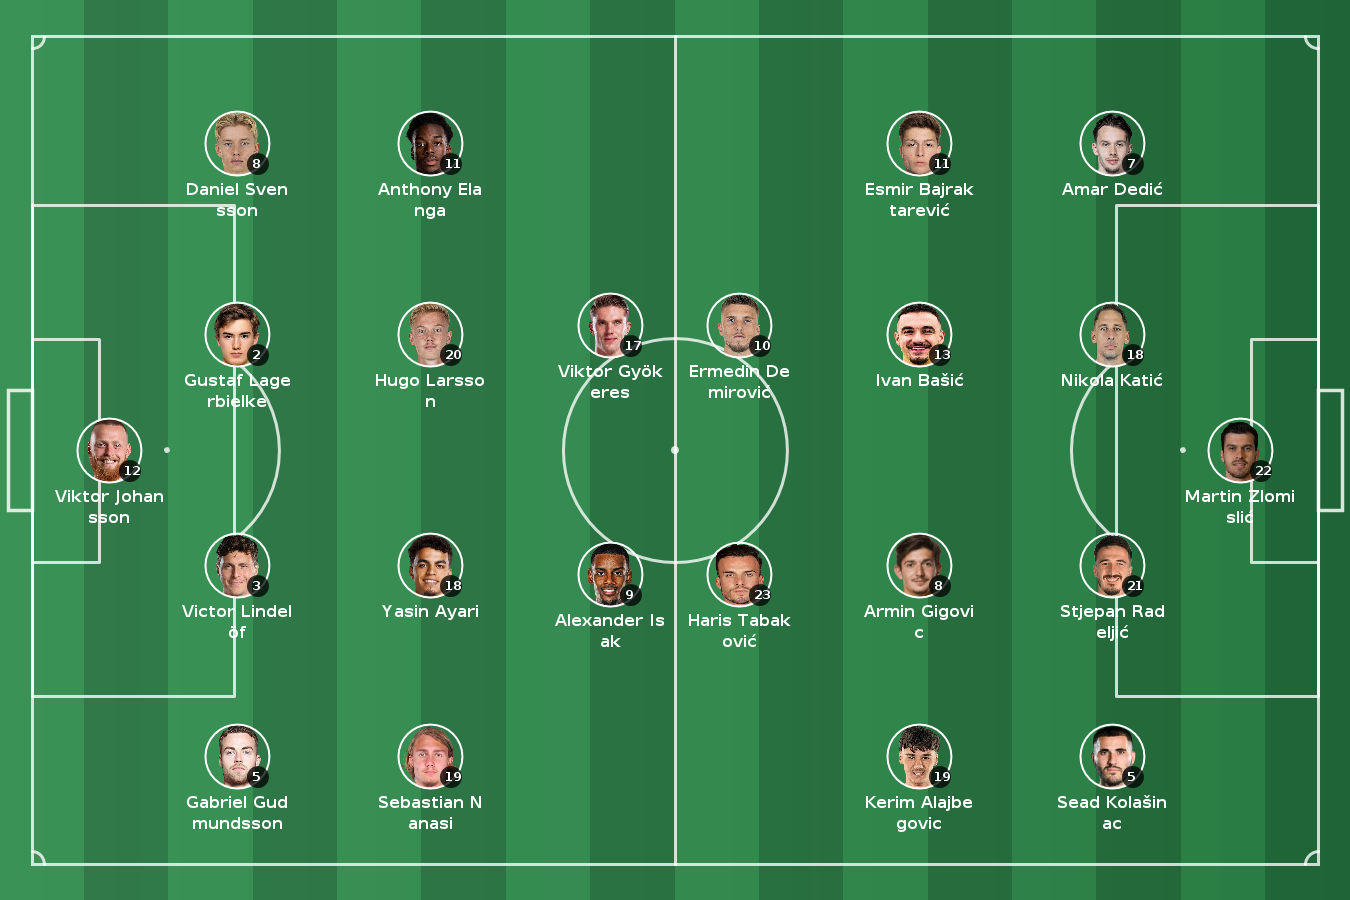 8
Daniel Sven
sson
11
Anthony Ela
nga
11
Esmir Bajrak
tarević
7
Amar Dedić
2
Gustaf Lage
rbielke
20
Hugo Larsso
n
17
Viktor Gyök
eres
10
Ermedin De
mirović
13
Ivan Bašić
18
Nikola Katić
12
Viktor Johan
sson
22
Martin Zlomi
slić
3
Victor Lindel
öf
18
Yasin Ayari
9
Alexander Is
ak
23
Haris Tabak
ović
8
Armin Gigovi
c
21
Stjepan Rad
eljić
5
Gabriel Gud
mundsson
19
Sebastian N
anasi
19
Kerim Alajbe
govic
5
Sead Kolašin
ac